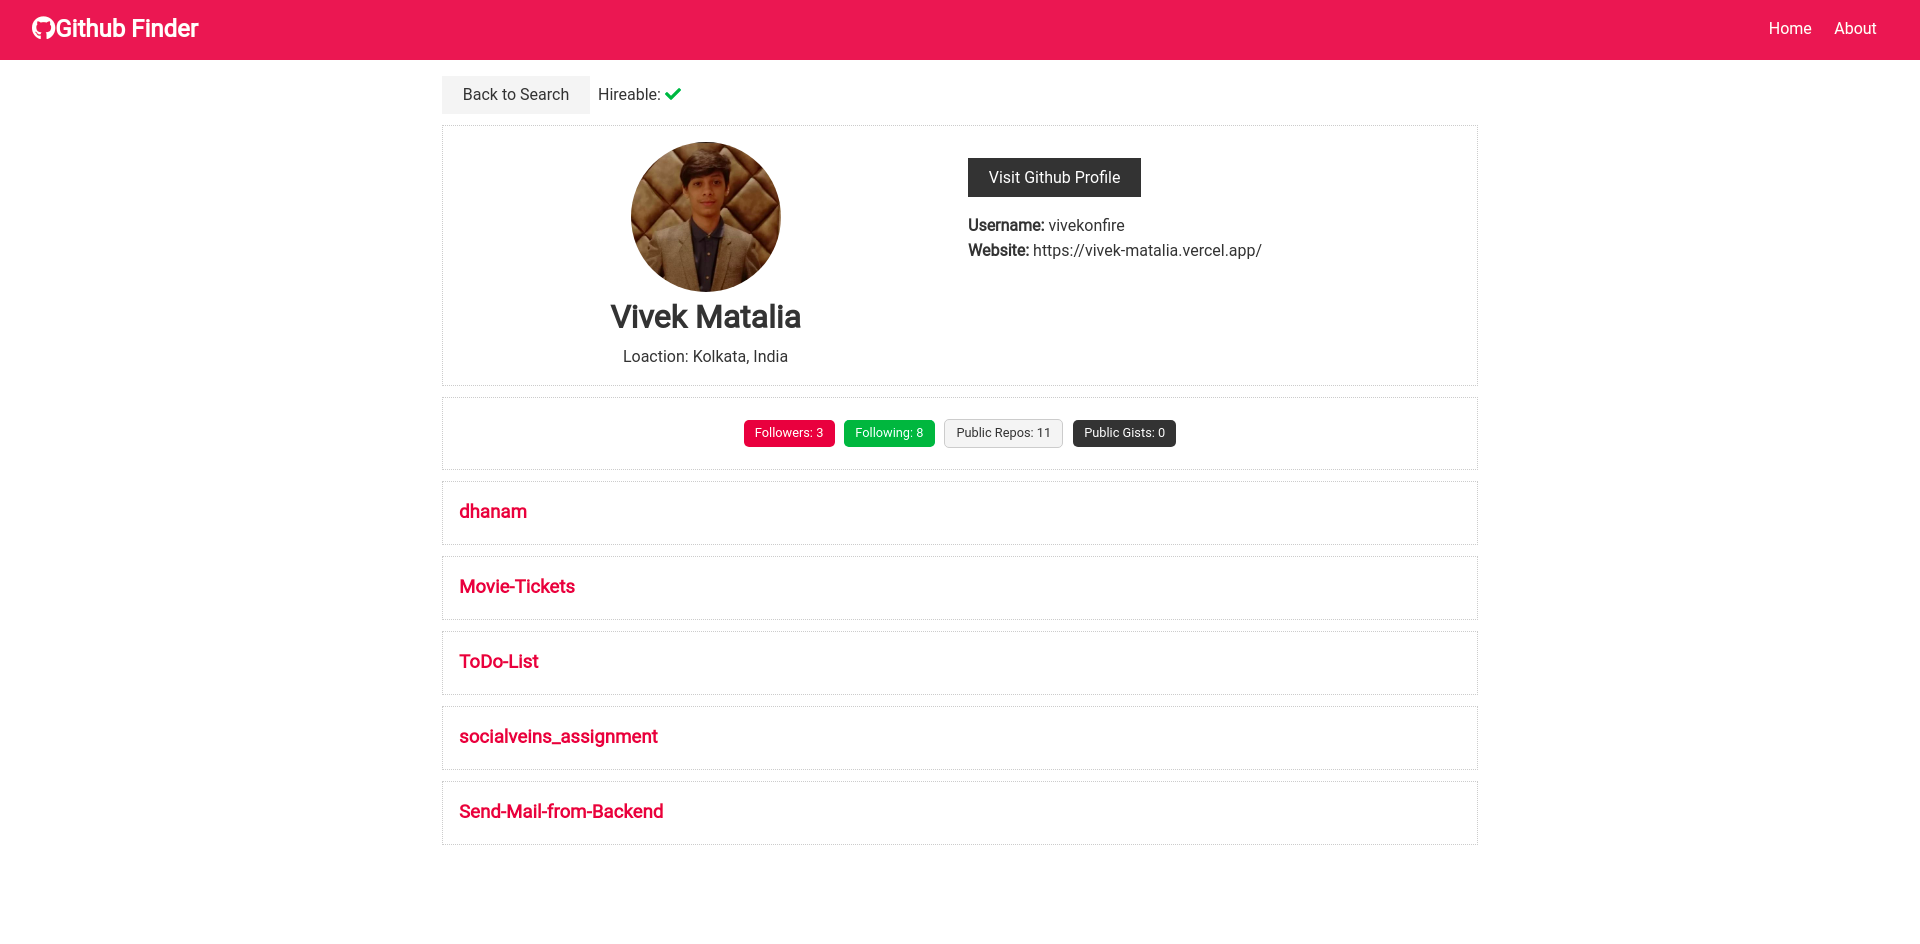 Github Finder
Home
About
Back to Search
Hireable:
Visit Github Profile
Username: vivekonfire
Website: https://vivek-matalia.vercel.app/
Vivek Matalia
Loaction: Kolkata, India
Followers: 3
Following: 8
Public Repos: 11
Public Gists: 0
dhanam
Movie-Tickets
ToDo-List
socialveins_assignment
Send-Mail-from-Backend